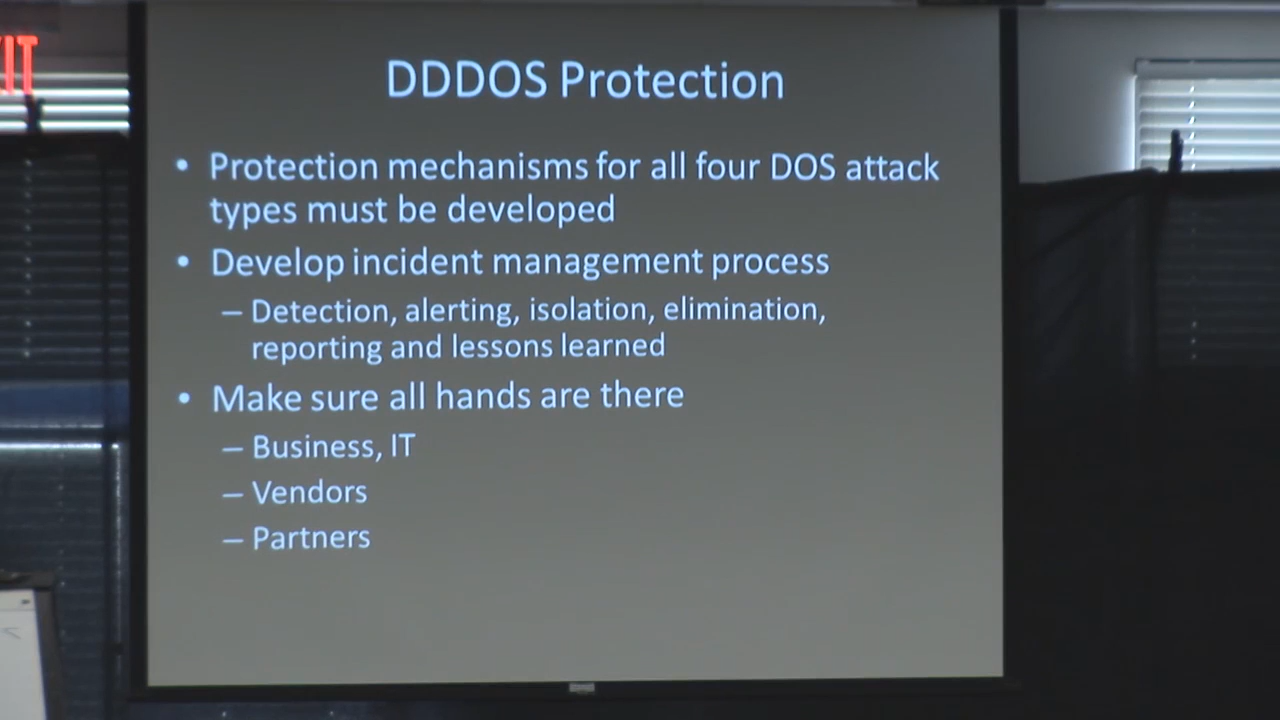 XIT
DDDOS Protection
• Protection mechanisms for all four DOS attack
types must be developed
• Develop incident management process
– Detection, alerting, isolation, elimination,
reporting and lessons learned
• Make sure all hands are there
– Business, IT
– Vendors
– Partners